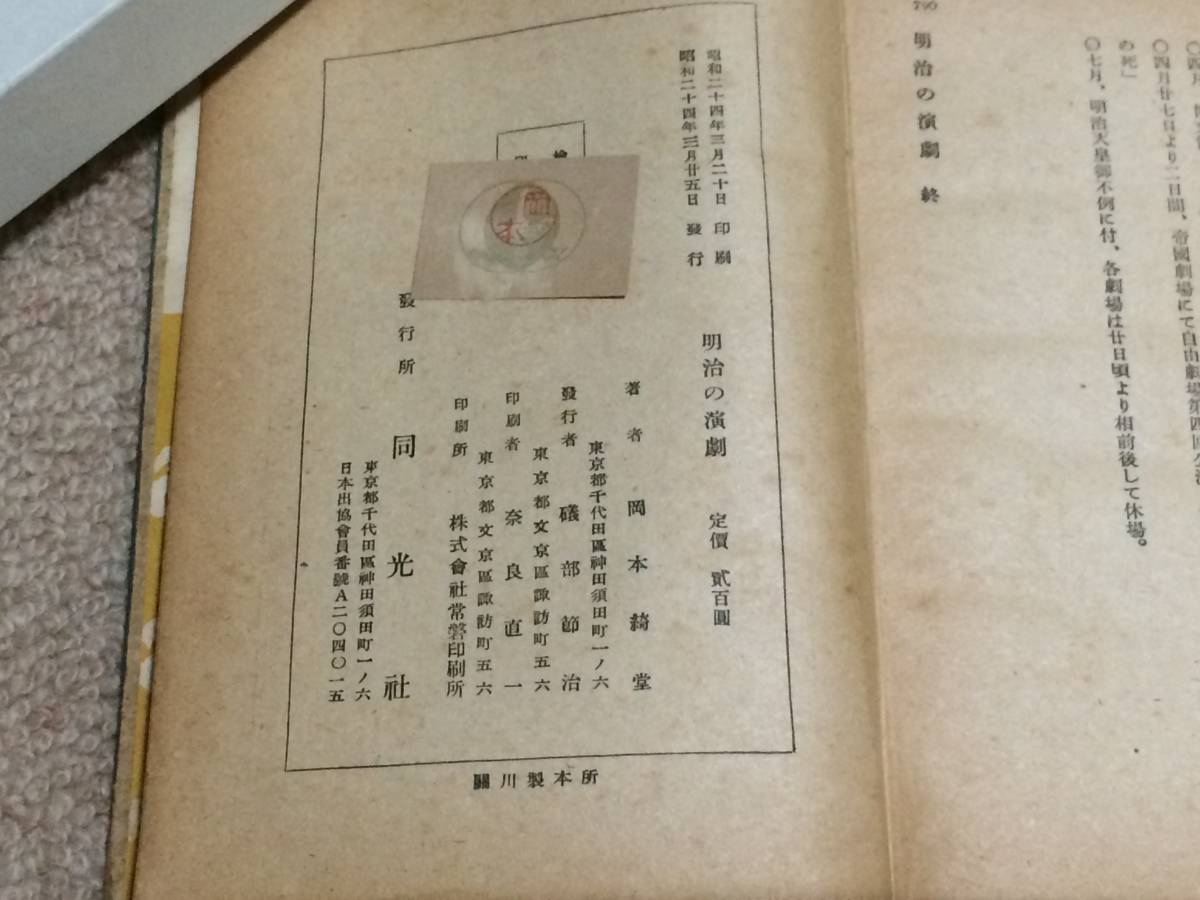 〇四月廿七日より二日間、帝國劇場にて自由劇場第四回
の死」
〇七月、明治天皇御不例に付、各劇場は廿日頃より相前後して休場。
明治の演劇 終
昭和二十四年三月二十日 印刷
昭和二十四年三月廿五日 發行
明治の演劇 定價 貳百圓
著者 岡本綺堂
東京都千代田區神田須田町一ノ六
發行者 礒部節治
東京都文京區諏訪町五六
印刷者 奈良直一
東京都文京區諏訪町五六
印刷所 株式會社常磐印刷所
發行所 同光社
東京都千代田區神田須田町一ノ六
日本出協會員番號A二〇四〇一五
岡本
關川製本所